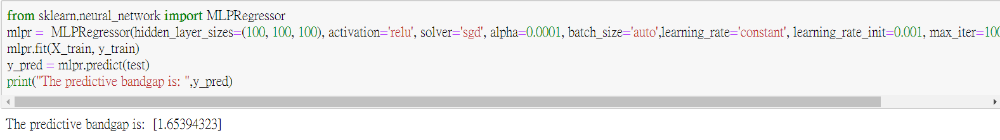 from sklearn.neural_network import MLPRegressor
mlpr =  MLPRegressor(hidden_layer_sizes=(100, 100, 100), activation='relu', solver='sgd', alpha=0.0001, batch_size='auto',learning_rate='constant', learning_rate_init=0.001, max_iter=100
mlpr.fit(X_train, y_train)
y_pred = mlpr.predict(test)
print("The predictive bandgap is: ",y_pred)
The predictive bandgap is:  [1.65394323]